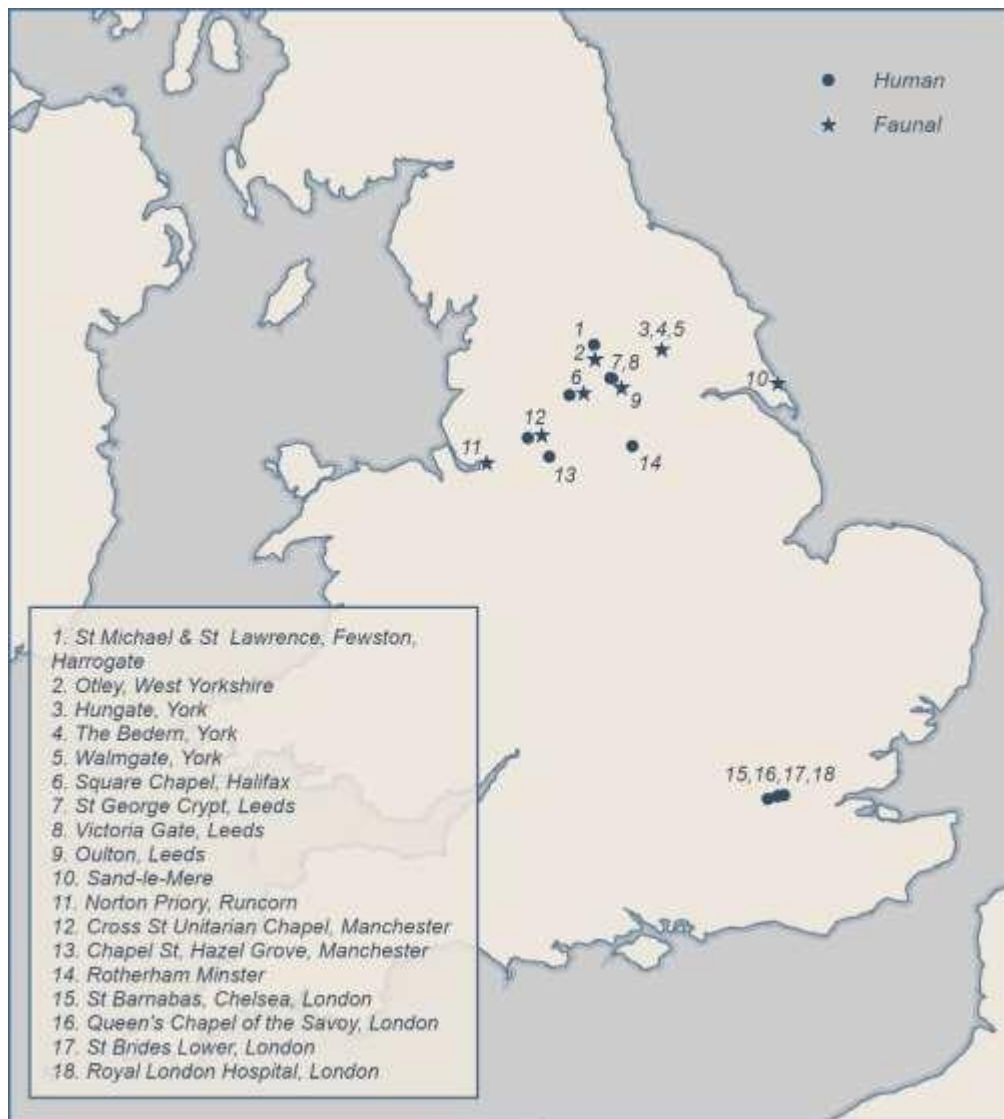 Human
Faunal
1
3,4,5
2
7,8
6
10
9
12
11
13
14
15,16,17,18
1. St Michael & St Lawrence, Fewston,
Harrogate
2. Otley, West Yorkshire
3. Hungate, York
4. The Bedern, York
5. Walmgate, York
6. Square Chapel, Halifax
7. St George Crypt, Leeds
8. Victoria Gate, Leeds
9. Oulton, Leeds
10. Sand-le-Mere
11. Norton Priory, Runcorn
12. Cross St Unitarian Chapel, Manchester
13. Chapel St, Hazel Grove, Manchester
14. Rotherham Minster
15. St Barnabas, Chelsea, London
16. Queen's Chapel of the Savoy, London
17. St Brides Lower, London
18. Royal London Hospital, London